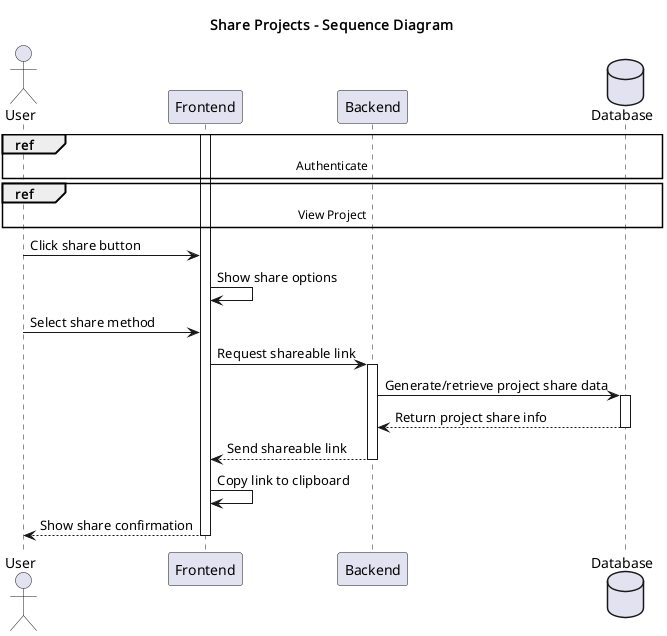 Share Projects - Sequence Diagram
User
Frontend
Backend
Database
ref
Authenticate
ref
View Project
Click share button
Show share options
Select share method
Request shareable link
Generate/retrieve project share data
Return project share info
Send shareable link
Copy link to clipboard
Show share confirmation
User
Frontend
Backend
Database